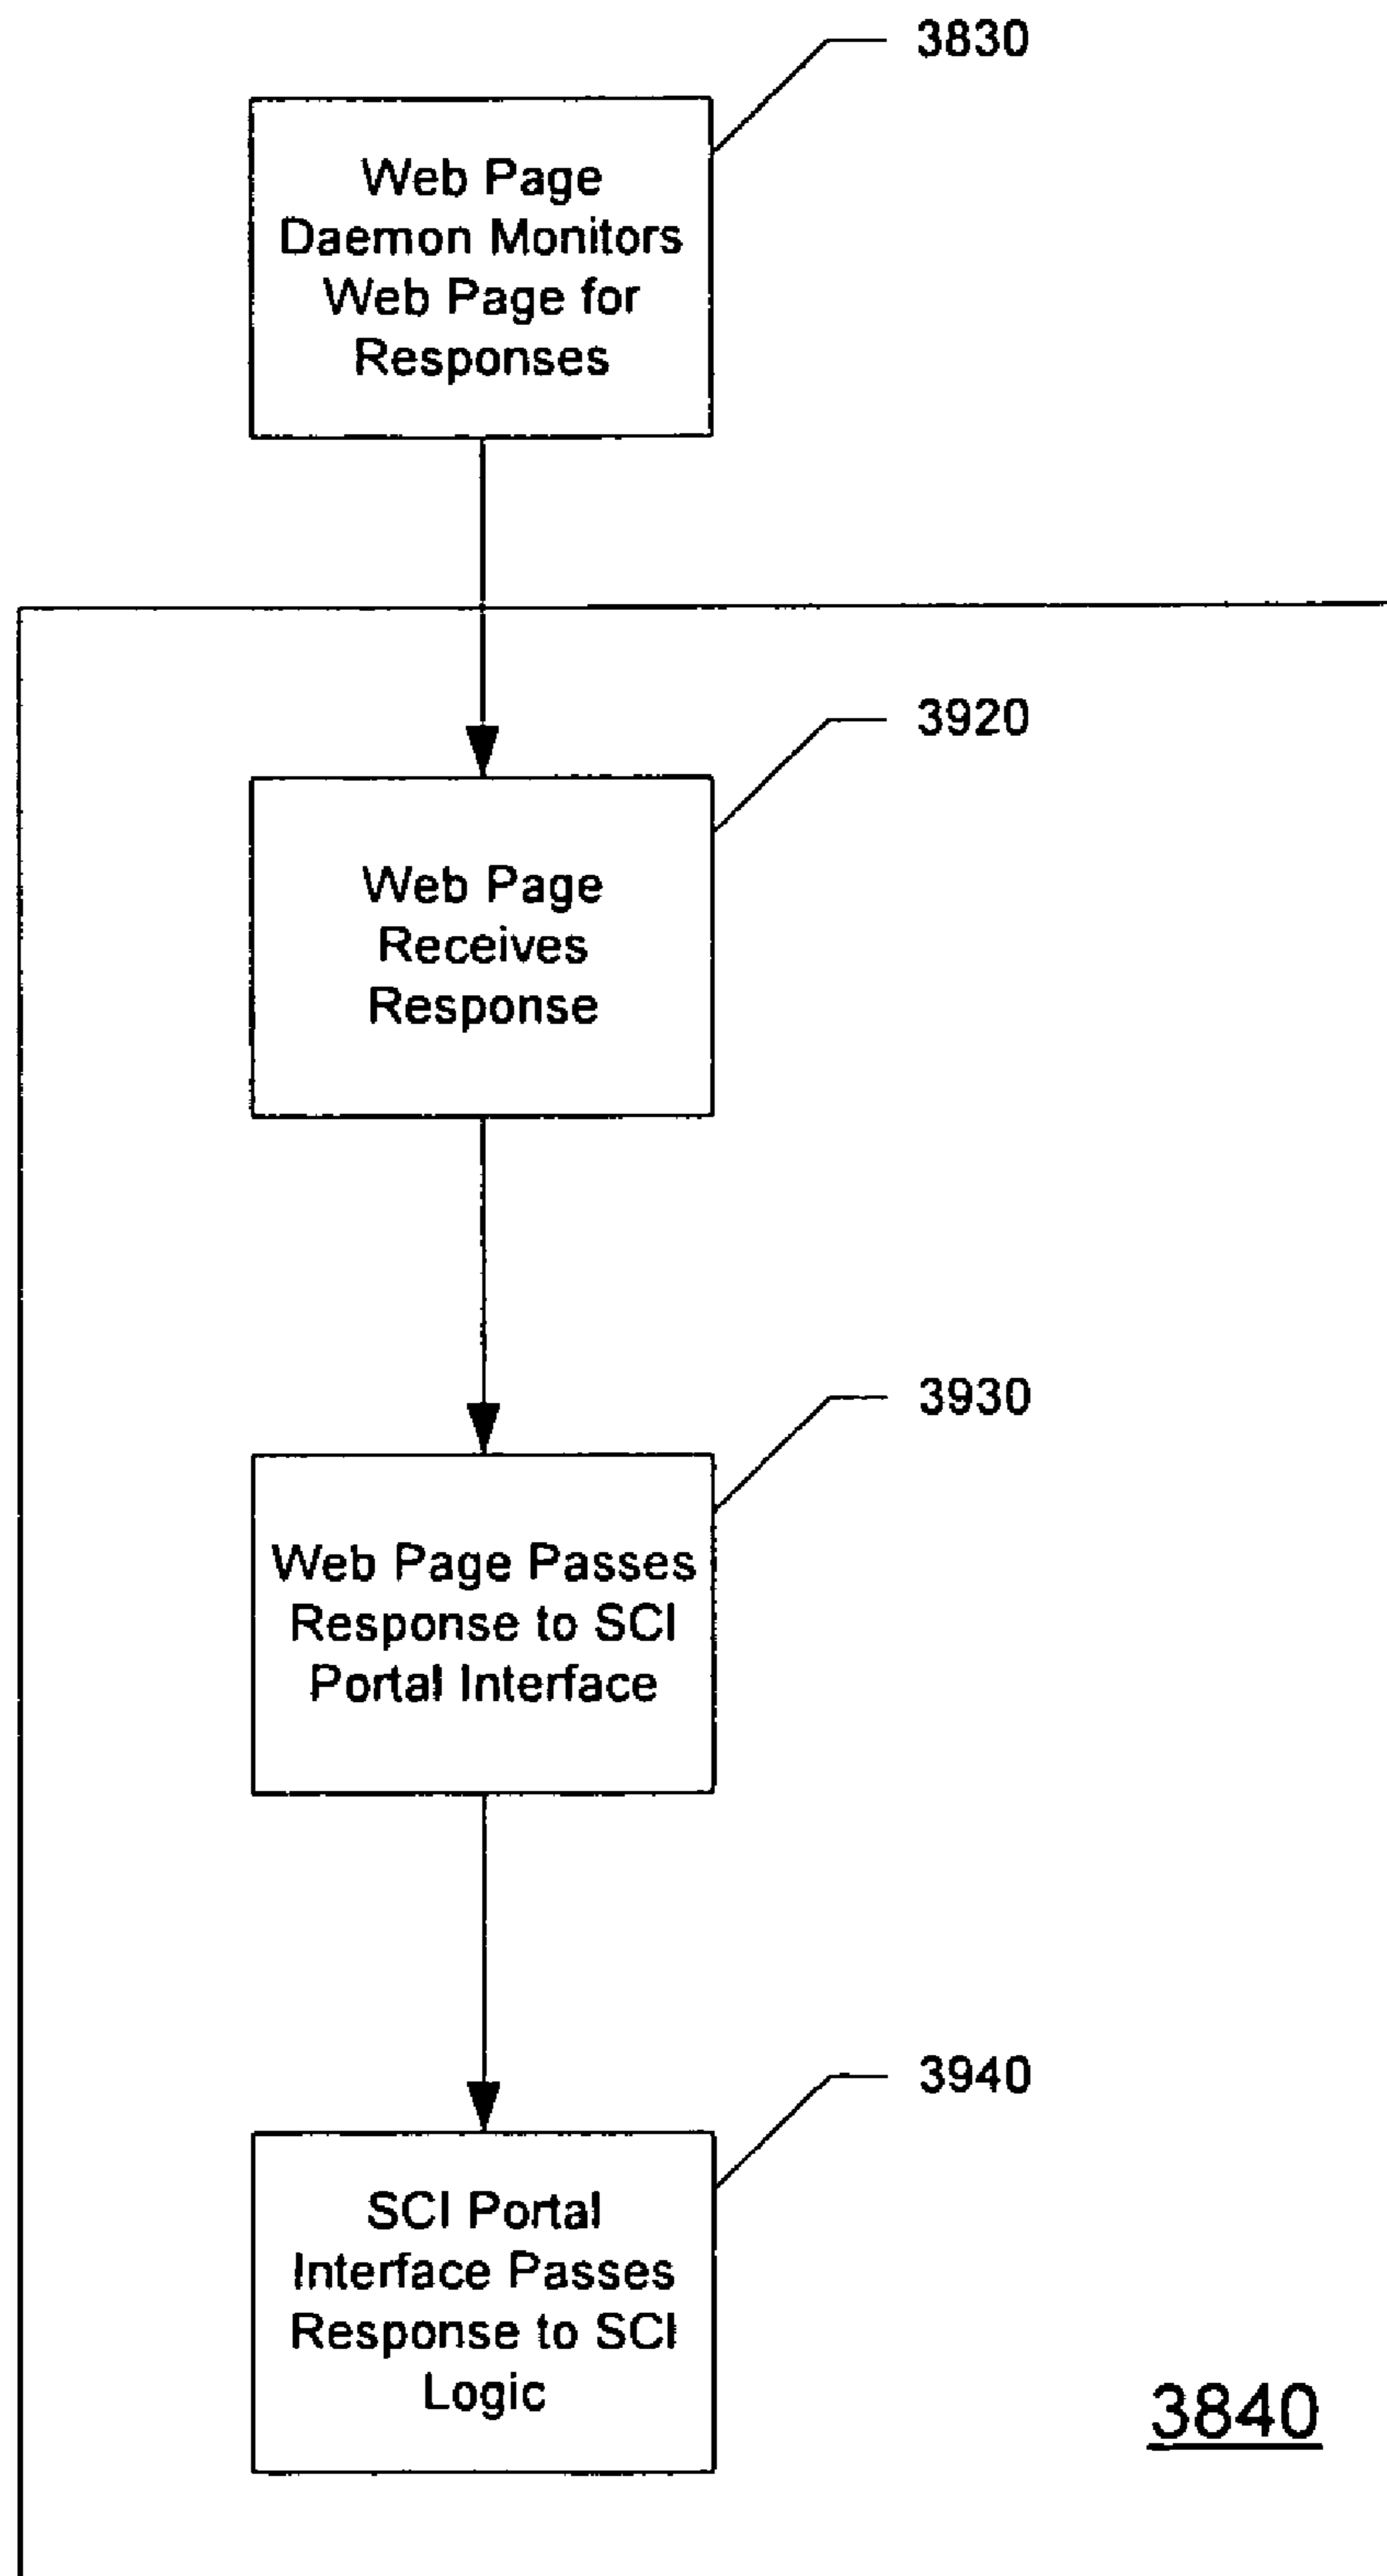 3830
Web Page
Daemon Monitors
Web Page for
Responses
3920
Web Page
Receives
Response
3930
Web Page Passes
Response to SCI
Portal Interface
3940
SCI Portal
Interface Passes
Response to SCI
Logic
3840